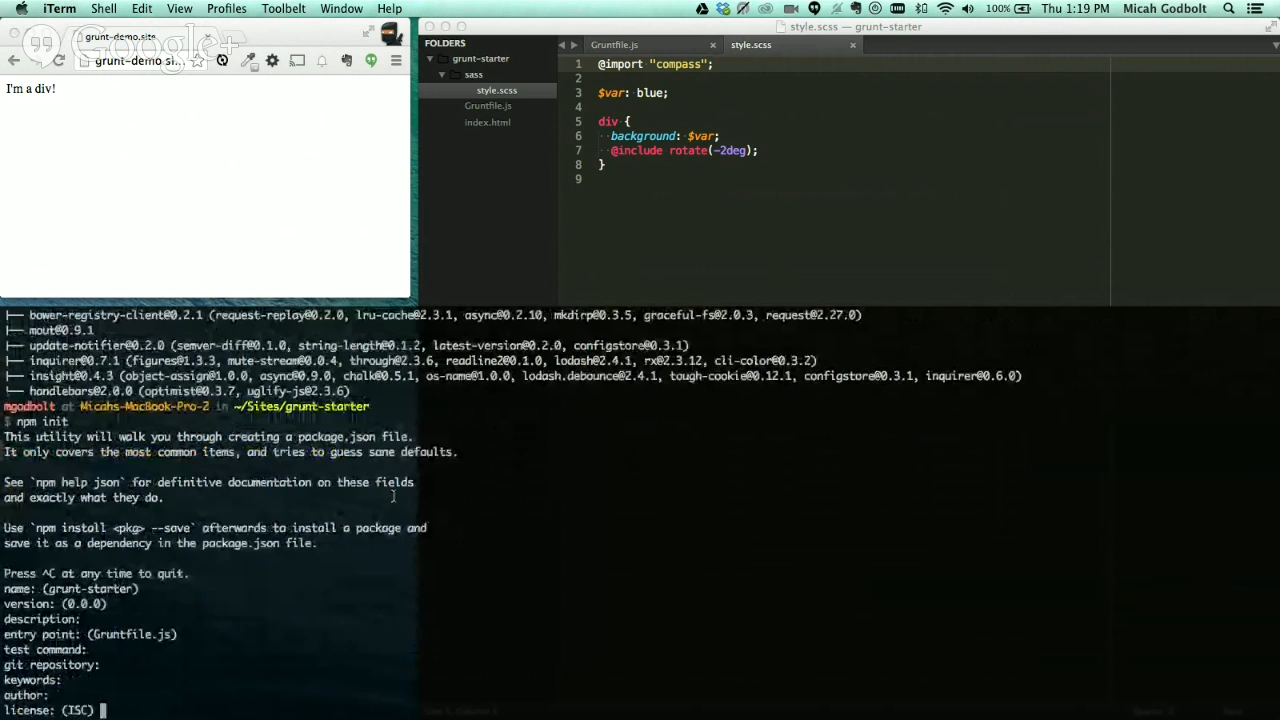 iTerm Shell Edit View Profiles Toolbelt Window Help
100% Thu 1:19 PM Micah Godbolt
grunt-demo.site
Google+
grunt-demo.si
I'm a div!
style.scss — grunt-starter
FOLDERS
grunt-starter
sass
style.scss
Gruntfile.js
index.html
Gruntfile.js × style.scss ×
1 @import "compass";
2
3 $var: blue;
4
5 div {
6 background: $var;
7 @include rotate(-2deg);
8 }
9
├── bower-registry-client@0.2.1 (request-replay@0.2.0, lru-cache@2.3.1, async@0.2.10, mkdirp@0.3.5, graceful-fs@2.0.3, request@2.27.0)
├── mout@0.9.1
├── update-notifier@0.2.0 (semver-diff@0.1.0, string-length@0.1.2, latest-version@0.2.0, configstore@0.3.1)
├── inquirer@0.7.1 (figures@1.3.3, mute-stream@0.0.4, through@2.3.6, readline2@0.1.0, lodash@2.4.1, rx@2.3.12, cli-color@0.3.2)
├── insight@0.4.3 (object-assign@1.0.0, async@0.9.0, chalk@0.5.1, os-name@1.0.0, lodash.debounce@2.4.1, tough-cookie@0.12.1, configstore@0.3.1, inquirer@0.6.0)
└── handlebars@2.0.0 (optimist@0.3.7, uglify-js@2.3.6)
mgodbolt at Micahs-MacBook-Pro-2 in ~/Sites/grunt-starter
$ npm init
This utility will walk you through creating a package.json file.
It only covers the most common items, and tries to guess sane defaults.
See `npm help json` for definitive documentation on these fields
and exactly what they do.
Use `npm install <pkg> --save` afterwards to install a package and
save it as a dependency in the package.json file.
Press ^C at any time to quit.
name: (grunt-starter)
version: (0.0.0)
description:
entry point: (Gruntfile.js)
test command:
git repository:
keywords:
author:
license: (ISC)